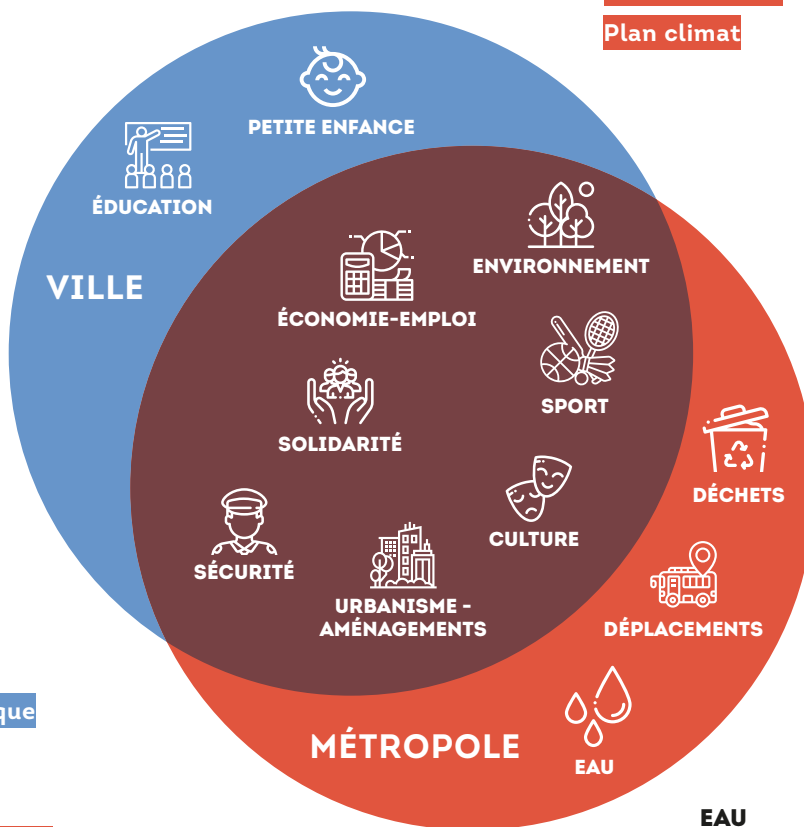 Plan climat
PETITE ENFANCE
ÉDUCATION
VILLE
ENVIRONNEMENT
ÉCONOMIE-EMPLOI
SPORT
SOLIDARITÉ
DÉCHETS
CULTURE
SÉCURITÉ
URBANISME -
AMÉNAGEMENTS
DÉPLACEMENTS
que
MÉTROPOLE
EAU
EAU